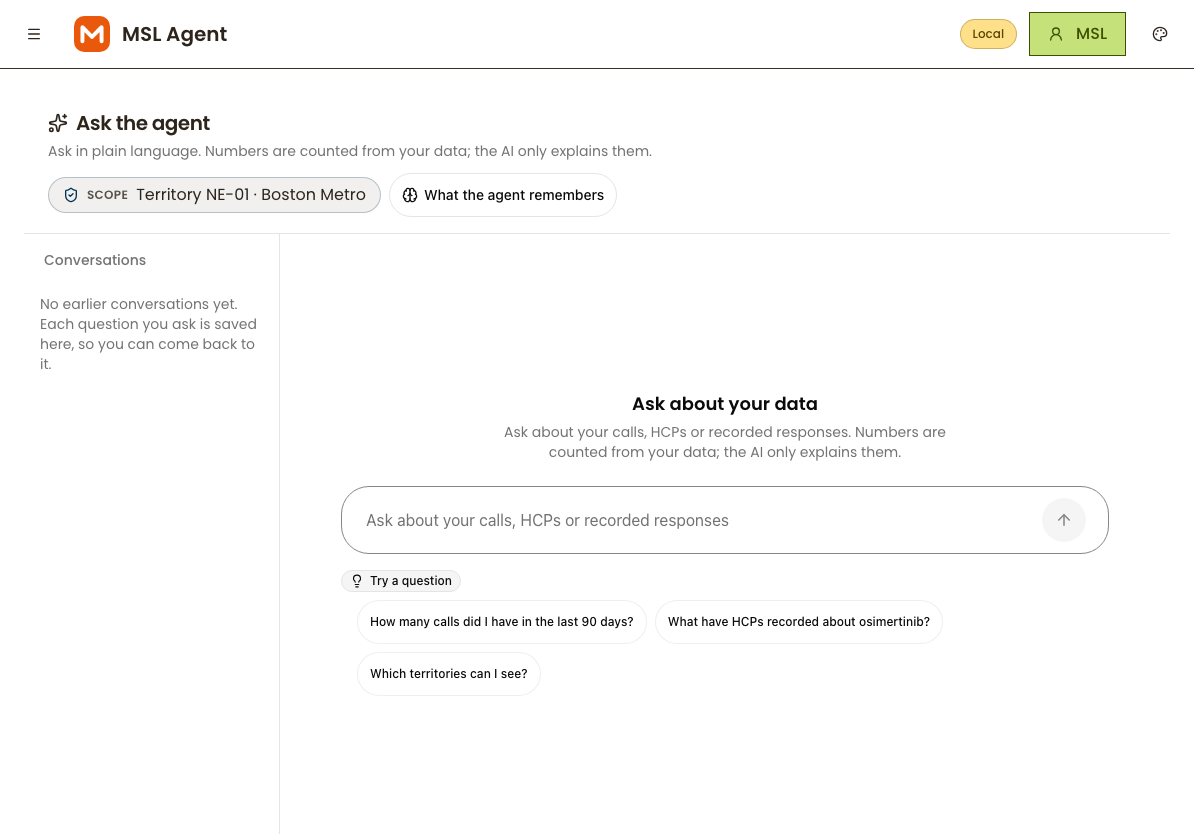 MSL Agent
Local
MSL
Ask the agent
Ask in plain language. Numbers are counted from your data; the AI only explains them.
SCOPE Territory NE-01 · Boston Metro
What the agent remembers
Conversations
No earlier conversations yet.
Each question you ask is saved
here, so you can come back to
it.
Ask about your data
Ask about your calls, HCPs or recorded responses. Numbers are
counted from your data; the AI only explains them.
Ask about your calls, HCPs or recorded responses
Try a question
How many calls did I have in the last 90 days?
What have HCPs recorded about osimertinib?
Which territories can I see?